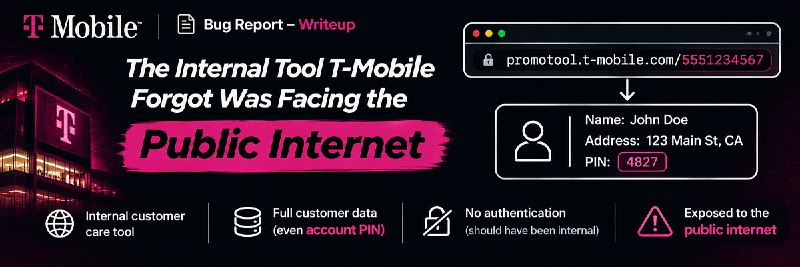 T Mobile
Bug Report – Writeup
The Internal Tool T-Mobile
Forgot Was Facing the
Public Internet
promotool.t-mobile.com/5551234567
Name: John Doe
Address: 123 Main St, CA
PIN: 4827
T
Internal customer
care tool
Full customer data
(even account PIN)
No authentication
(should have been internal)
Exposed to the
public internet